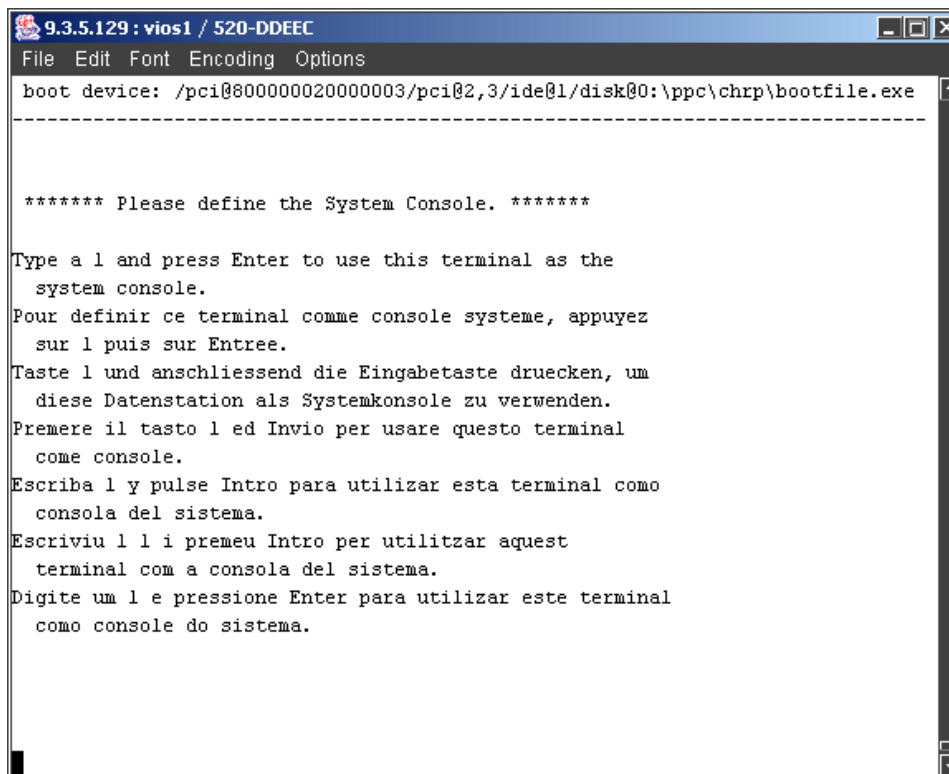 9.3.5.129 : vios1 / 520-DDEEC
File Edit Font Encoding Options
boot device: /pci@800000020000003/pci@2,3/ide@1/disk@0:\ppc\chrp\bootfile.exe
-------------------------------------------------------------------------------
******* Please define the System Console. *******
Type a 1 and press Enter to use this terminal as the
system console.
Pour definir ce terminal comme console systeme, appuyez
sur 1 puis sur Entree.
Taste 1 und anschliessend die Eingabetaste druecken, um
diese Datenstation als Systemkonsole zu verwenden.
Premere il tasto 1 ed Invio per usare questo terminal
come console.
Escriba 1 y pulse Intro para utilizar esta terminal como
consola del sistema.
Escriviu 1 1 i premeu Intro per utilitzar aquest
terminal com a consola del sistema.
Digite um 1 e pressione Enter para utilizar este terminal
como console do sistema.